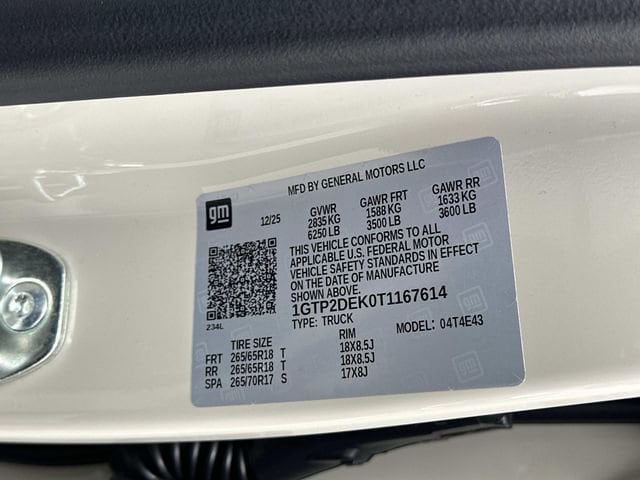 MFD BY GENERAL MOTORS LLC
gm
12/25 GVWR GAWR FRT GAWR RR
2835 KG 1588 KG 1633 KG
6250 LB 3500 LB 3600 LB
THIS VEHICLE CONFORMS TO ALL
APPLICABLE U.S. FEDERAL MOTOR
VEHICLE SAFETY STANDARDS IN EFFECT
ON THE DATE OF MANUFACTURE
SHOWN ABOVE.
1GTP2DEK0T1167614
234L TYPE: TRUCK MODEL: 04T4E43
TIRE SIZE RIM
FRT 265/65R18 T 18X8.5J
RR 265/65R18 T 18X8.5J
SPA 265/70R17 S 17X8J